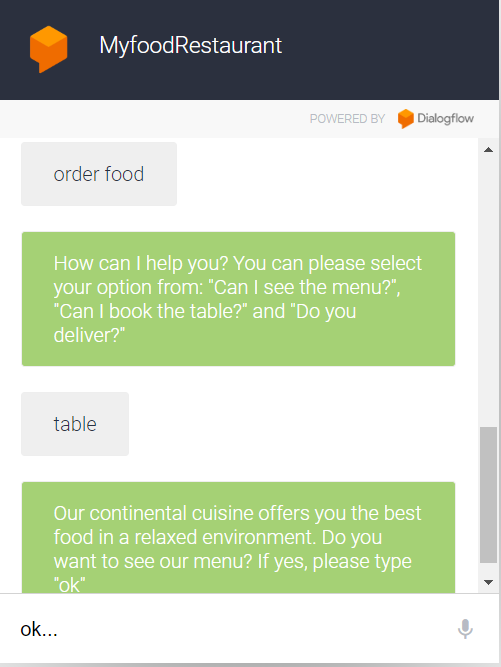 MyfoodRestaurant
POWERED BY Dialogflow
order food
How can I help you? You can please select
your option from: "Can I see the menu?",
"Can I book the table?" and "Do you
deliver?"
table
Our continental cuisine offers you the best
food in a relaxed environment. Do you
want to see our menu? If yes, please type
"ok"
ok...